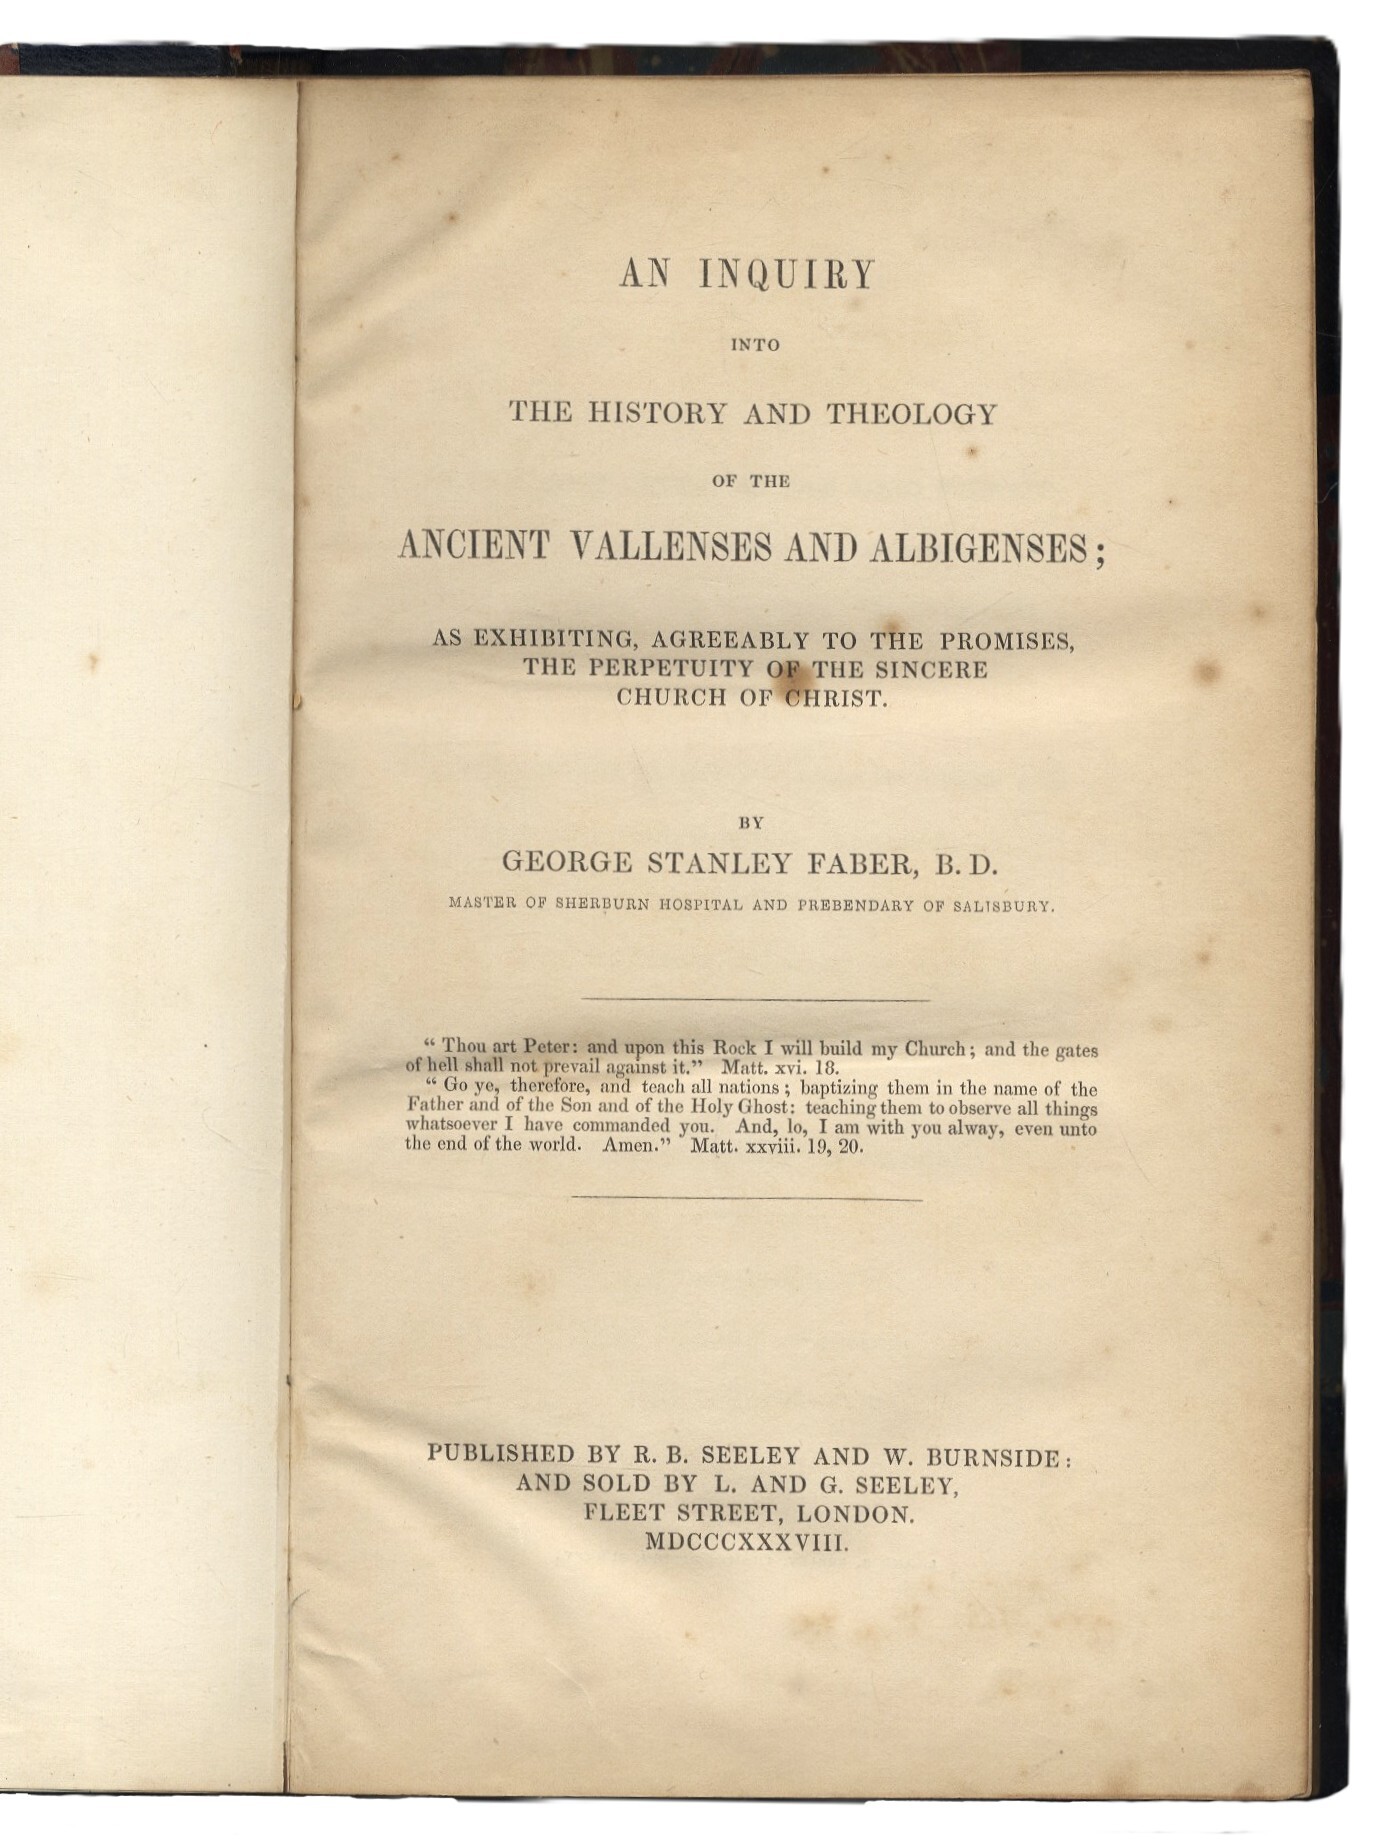 AN INQUIRY
INTO
THE HISTORY AND THEOLOGY
OF THE
ANCIENT VALLENSES AND ALBIGENSES;
AS EXHIBITING, AGREEABLY TO THE PROMISES,
THE PERPETUITY OF THE SINCERE
CHURCH OF CHRIST.
BY
GEORGE STANLEY FABER, B. D.
MASTER OF SHERBURN HOSPITAL AND PREBENDARY OF SALISBURY.
“ Thou art Peter: and upon this Rock I will build my Church; and the gates
of hell shall not prevail against it.” Matt. xvi. 18.
“ Go ye, therefore, and teach all nations; baptizing them in the name of the
Father and of the Son and of the Holy Ghost: teaching them to observe all things
whatsoever I have commanded you. And, lo, I am with you alway, even unto
the end of the world. Amen.” Matt. xxviii. 19, 20.
PUBLISHED BY R. B. SEELEY AND W. BURNSIDE:
AND SOLD BY L. AND G. SEELEY,
FLEET STREET, LONDON.
MDCCCXXXVIII.